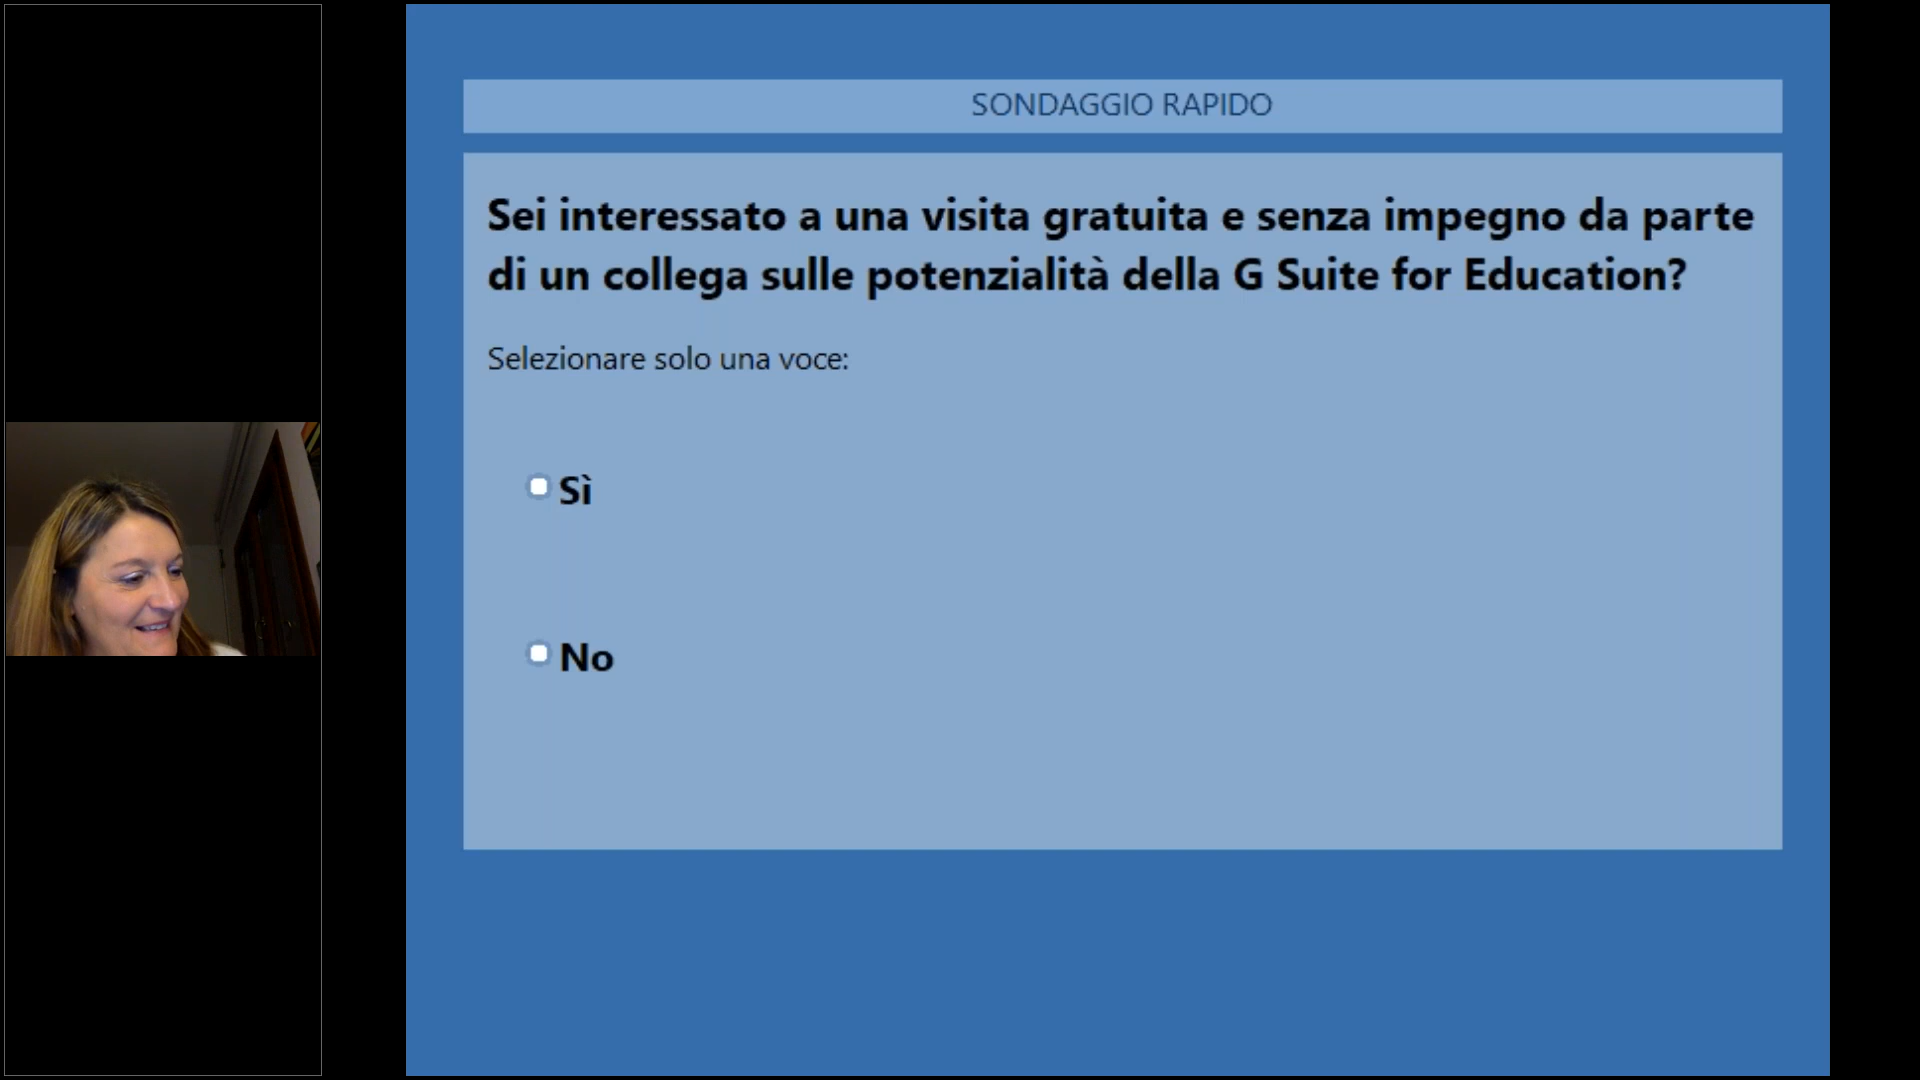 SONDAGGIO RAPIDO
Sei interessato a una visita gratuita e senza impegno da parte
di un collega sulle potenzialità della G Suite for Education?
Selezionare solo una voce:
Sì
No